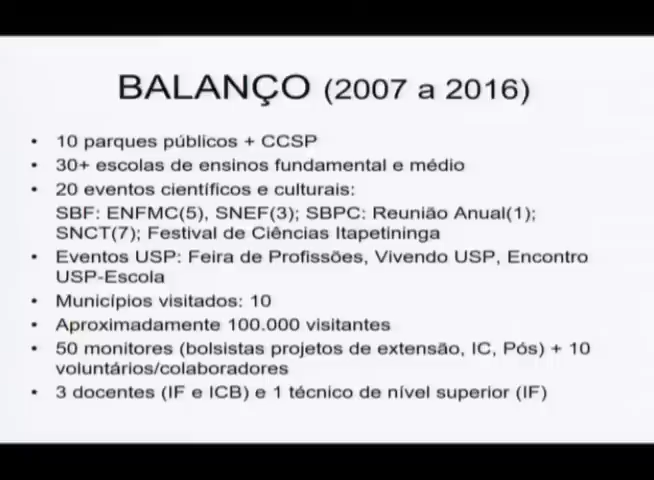 BALANÇO (2007 a 2016)
• 10 parques públicos + CCSP
• 30+ escolas de ensinos fundamental e médio
• 20 eventos científicos e culturais:
SBF: ENFMC(5), SNEF(3); SBPC: Reunião Anual(1);
SNCT(7); Festival de Ciências Itapetininga
• Eventos USP: Feira de Profissões, Vivendo USP, Encontro
USP-Escola
• Municípios visitados: 10
• Aproximadamente 100.000 visitantes
• 50 monitores (bolsistas projetos de extensão, IC, Pós) + 10
voluntários/colaboradores
• 3 docentes (IF e ICB) e 1 técnico de nível superior (IF)